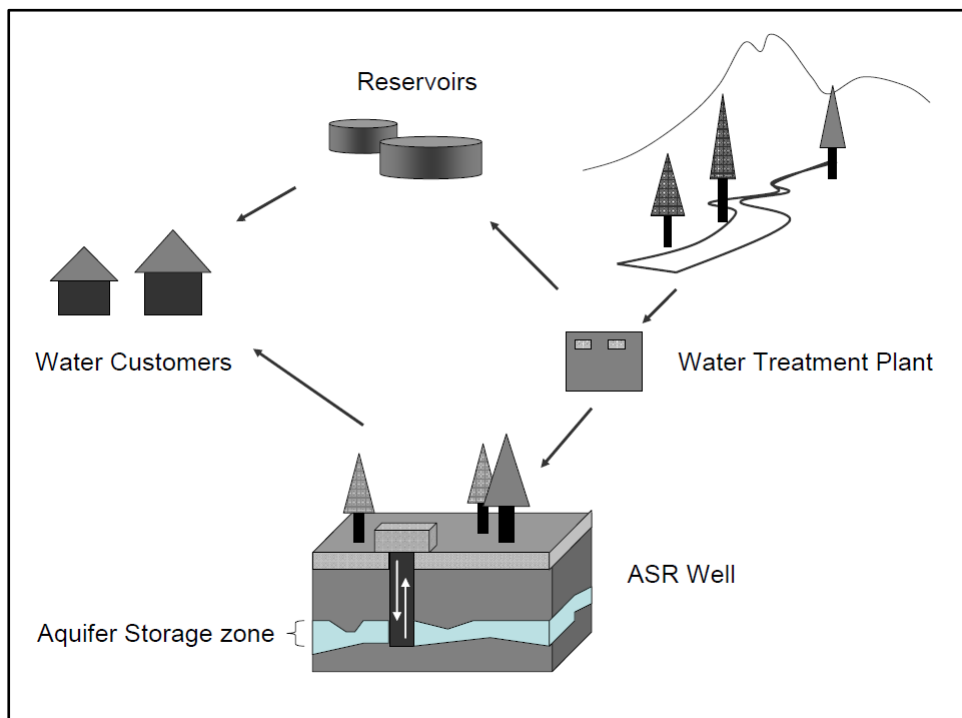 Reservoirs
Water Customers
Water Treatment Plant
ASR Well
Aquifer Storage zone